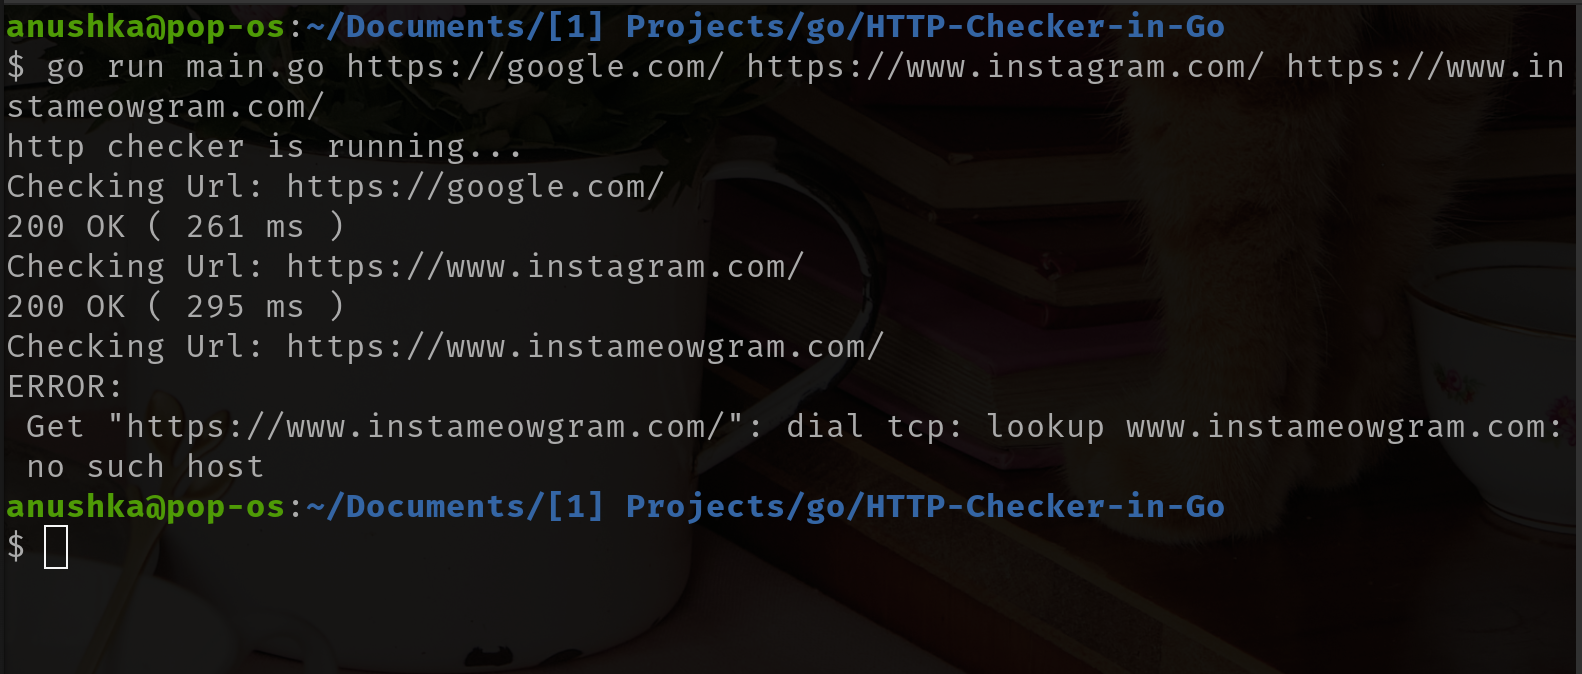 anushka@pop-os:~/Documents/[1] Projects/go/HTTP-Checker-in-Go
$ go run main.go https://google.com/ https://www.instagram.com/ https://www.in
stameowgram.com/
http checker is running...
Checking Url: https://google.com/
200 OK ( 261 ms )
Checking Url: https://www.instagram.com/
200 OK ( 295 ms )
Checking Url: https://www.instameowgram.com/
ERROR:
 Get "https://www.instameowgram.com/": dial tcp: lookup www.instameowgram.com:
 no such host
anushka@pop-os:~/Documents/[1] Projects/go/HTTP-Checker-in-Go
$